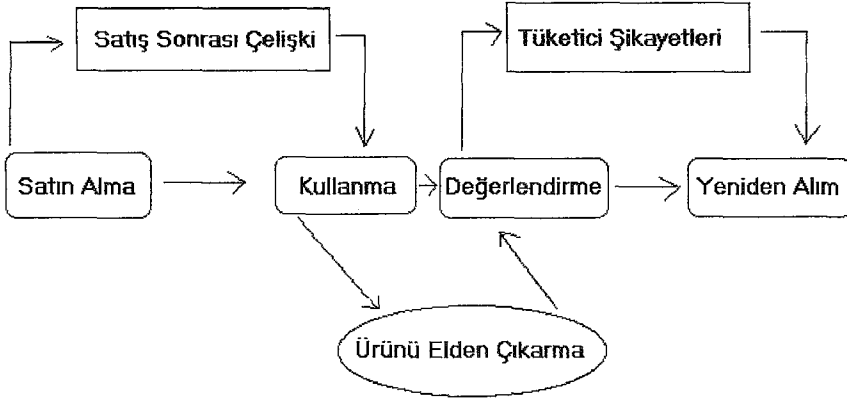 Satış Sonrası Çelişki
Tüketici Şikayetleri
Satın Alma
Kullanma
Değerlendirme
Yeniden Alım
Ürünü Elden Çıkarma